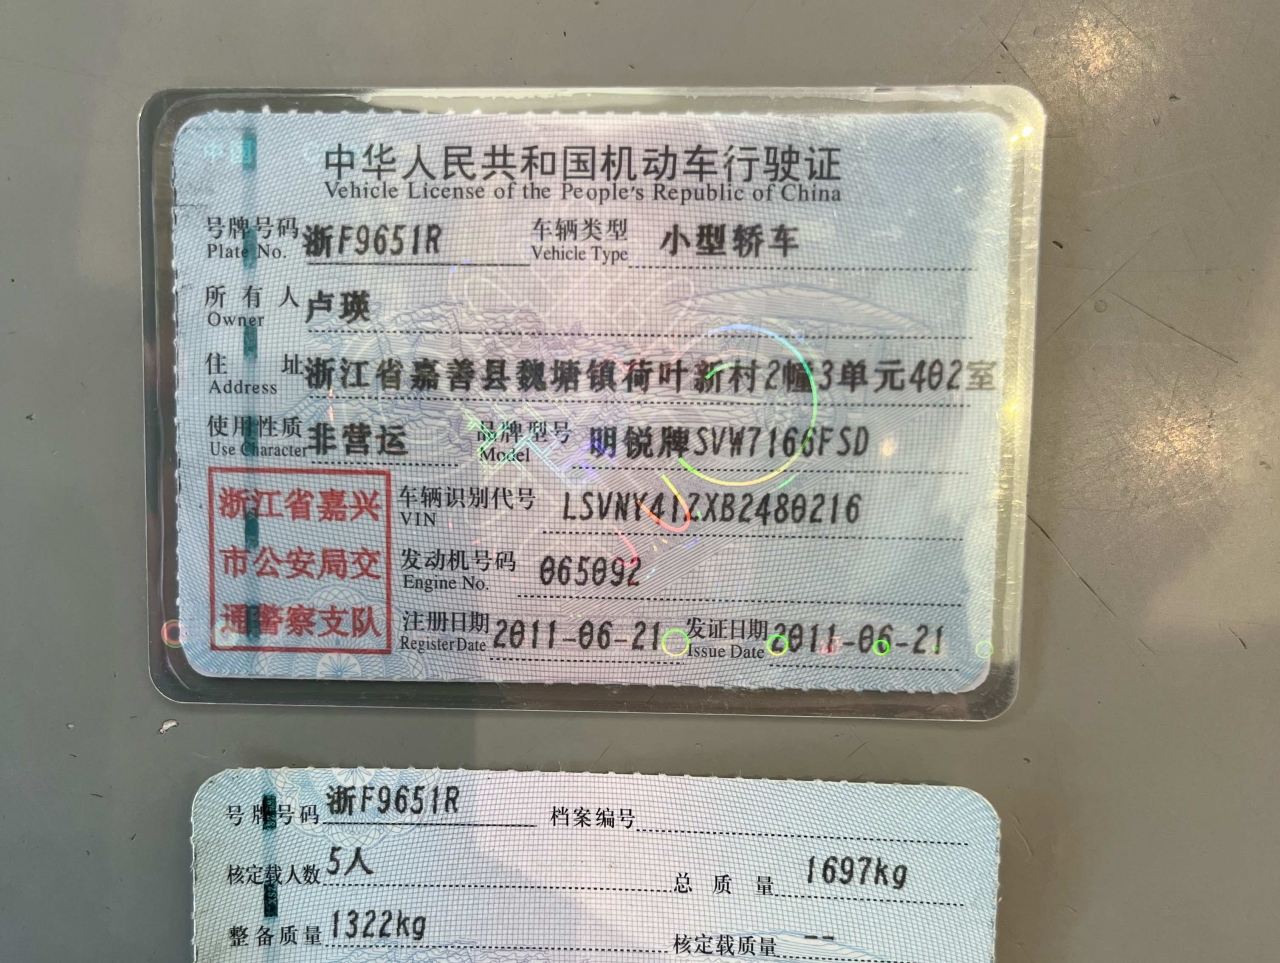 中华人民共和国机动车行驶证
Vehicle License of the People's Republic of China
号牌号码 浙F9651R 车辆类型 小型轿车
Plate No. Vehicle Type
所有人 卢瑛
Owner
住址 浙江省嘉善县魏塘镇荷叶新村2幢3单元402室
Address
使用性质 非营运 品牌型号 明锐牌SVW7166FSD
Use Character Model
浙江省嘉兴
市公安局交
通警察支队
车辆识别代号 LSVNY41ZXB2480216
VIN
发动机号码 065092
Engine No.
注册日期 2011-06-21 发证日期 2011-06-21
Register Date Issue Date
号牌号码 浙F9651R 档案编号
核定载人数 5人 总质量 1697kg
整备质量 1322kg 核定载质量 --